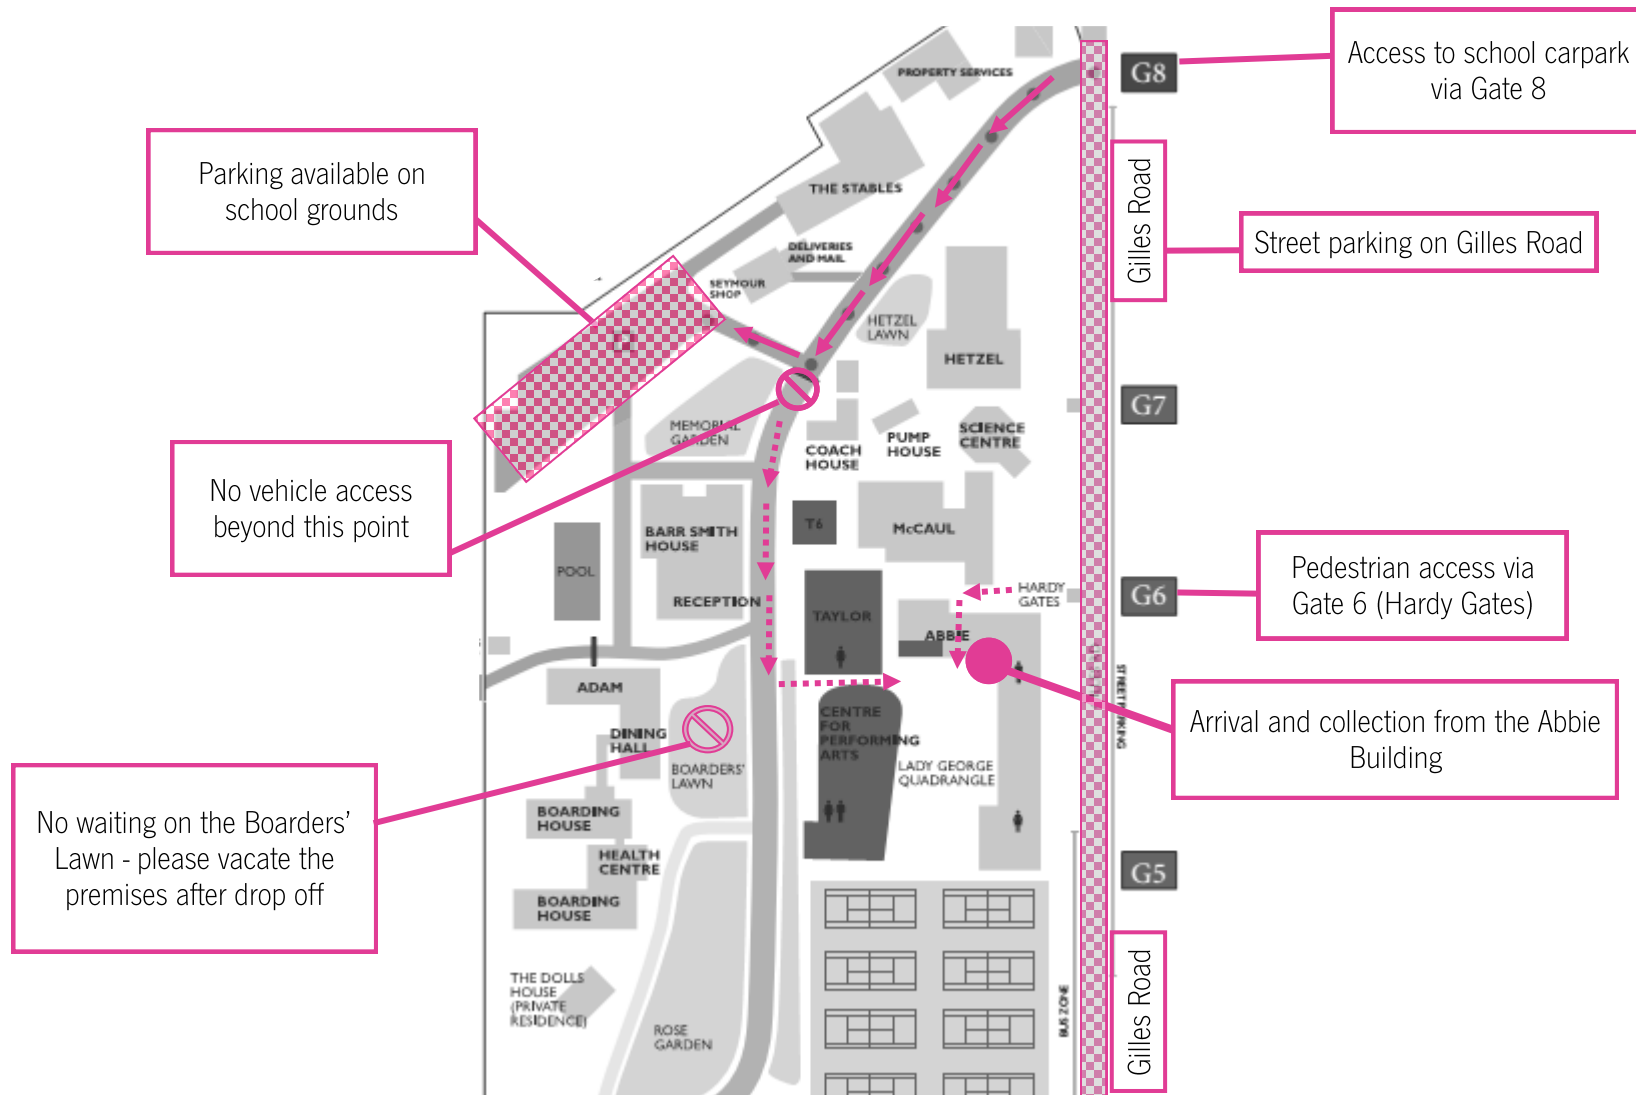 Access to school carpark
via Gate 8
G8
PROPERTY SERVICES
Parking available on
school grounds
Gilles Road
THE STABLES
Street parking on Gilles Road
DELIVERIES
AND MAIL
SEYMOUR
SHOP
HETZEL
LAWN
HETZEL
G7
MEMORIAL
GARDEN
COACH
HOUSE
PUMP
HOUSE
SCIENCE
CENTRE
No vehicle access
beyond this point
BARR SMITH
HOUSE
T6
McCAUL
POOL
RECEPTION
HARDY
GATES
G6
Pedestrian access via
Gate 6 (Hardy Gates)
TAYLOR
ABBIE
ADAM
STREET PARKING
Arrival and collection from the Abbie
Building
DINING
HALL
BOARDERS'
LAWN
CENTRE
FOR
PERFORMING
ARTS
LADY GEORGE
QUADRANGLE
No waiting on the Boarders’
Lawn - please vacate the
premises after drop off
BOARDING
HOUSE
HEALTH
CENTRE
G5
BOARDING
HOUSE
THE DOLLS
HOUSE
(PRIVATE
RESIDENCE)
ROSE
GARDEN
BUS ZONE
Gilles Road